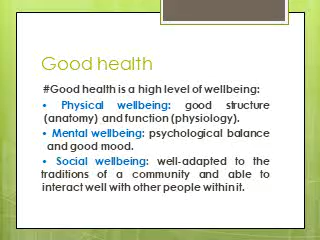 Good health
#Good health is a high level of wellbeing:
• Physical wellbeing: good structure
(anatomy) and function (physiology).
• Mental wellbeing: psychological balance
and good mood.
• Social wellbeing: well-adapted to the
traditions of a community and able to
interact well with other people within it.